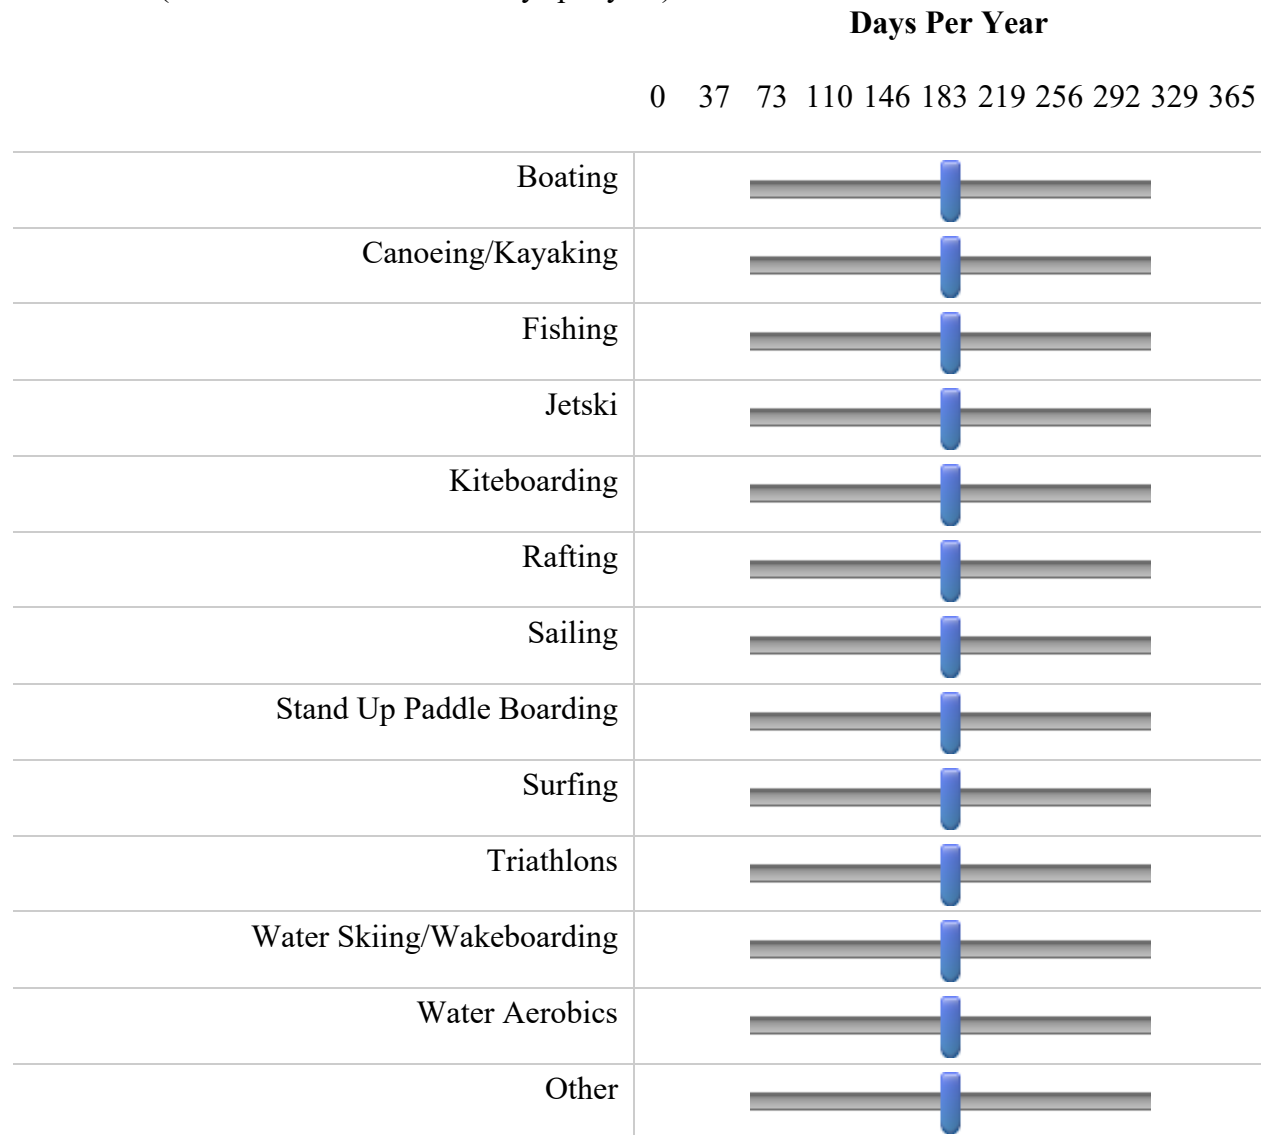 Days Per Year
0 37 73 110 146 183 219 256 292 329 365
Boating
Canoeing/Kayaking
Fishing
Jetski
Kiteboarding
Rafting
Sailing
Stand Up Paddle Boarding
Surfing
Triathlons
Water Skiing/Wakeboarding
Water Aerobics
Other